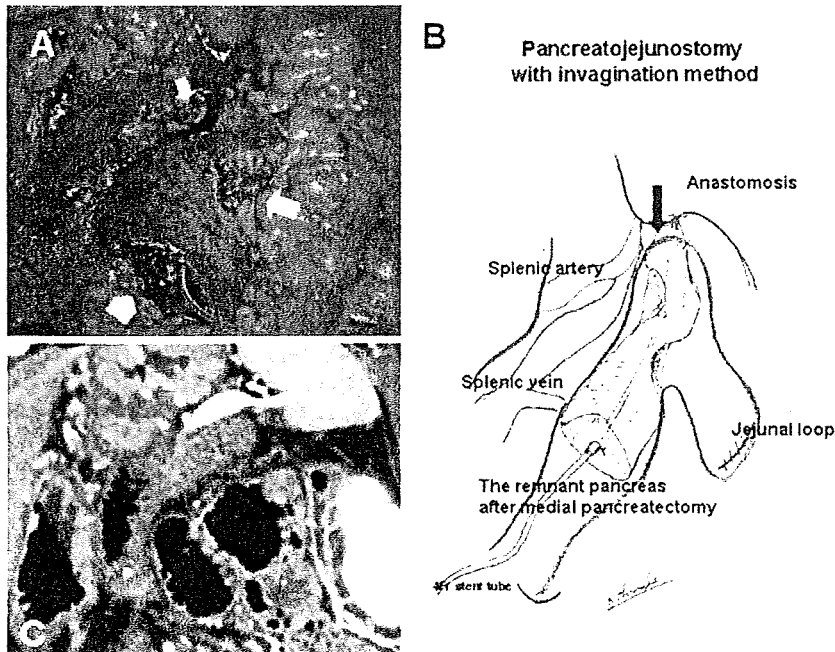 A
B
Pancreatojejunostomy
with invagination method
Anastomosis
Splenic artery
Splenic vein
Jejunal loop
The remnant pancreas
after medial pancreatectomy
stent tube
C